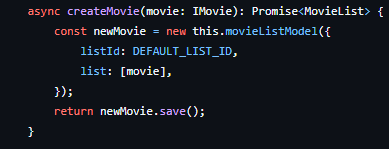 async createMovie(movie: IMovie): Promise<MovieList> {
const newMovie = new this.movieListModel({
listId: DEFAULT_LIST_ID,
list: [movie],
});
return newMovie.save();
}